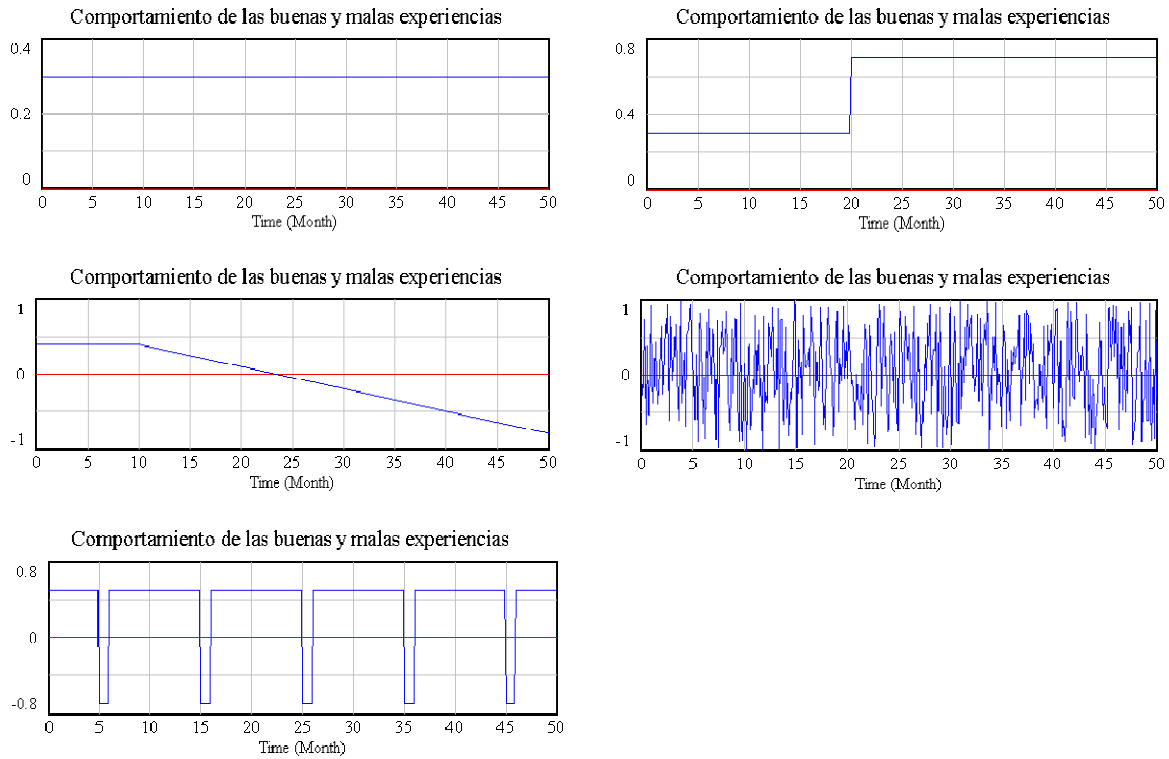 Comportamiento de las buenas y malas experiencias
0.4
0.2
0
0 5 10 15 20 25 30 35 40 45 50
Time (Month)
Comportamiento de las buenas y malas experiencias
0.8
0.4
0
0 5 10 15 20 25 30 35 40 45 50
Time (Month)
Comportamiento de las buenas y malas experiencias
1
0
-1
0 5 10 15 20 25 30 35 40 45 50
Time (Month)
Comportamiento de las buenas y malas experiencias
1
0
-1
0 5 10 15 20 25 30 35 40 45 50
Time (Month)
Comportamiento de las buenas y malas experiencias
0.8
0
-0.8
0 5 10 15 20 25 30 35 40 45 50
Time (Month)